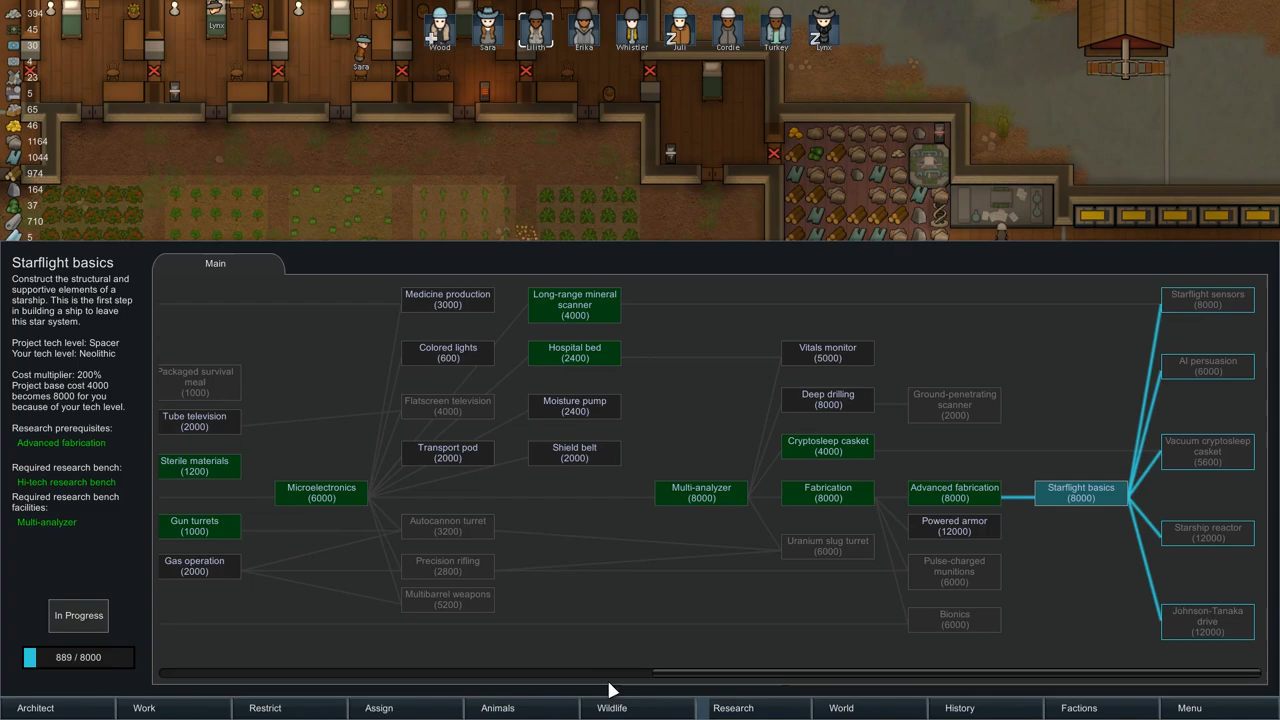 394
45
30
4
23
5
65
46
1164
1044
974
164
37
710
5
Lynx
Sara
Wood
Sara
Lilith
Erika
Whistler
Z
Juli
Cordie
Turkey
Z
Lynx
Starflight basics
Construct the structural and
supportive elements of a
starship. This is the first step
in building a ship to leave
this star system.
Project tech level: Spacer
Your tech level: Neolithic
Cost multiplier: 200%
Project base cost 4000
becomes 8000 for you
because of your tech level.
Research prerequisites:
Advanced fabrication
Required research bench:
Hi-tech research bench
Required research bench
facilities:
Multi-analyzer
In Progress
889 / 8000
Main
Packaged survival
meal
(1000)
Tube television
(2000)
Sterile materials
(1200)
Gun turrets
(1000)
Gas operation
(2000)
Microelectronics
(6000)
Medicine production
(3000)
Colored lights
(600)
Flatscreen television
(4000)
Transport pod
(2000)
Autocannon turret
(3200)
Precision rifling
(2800)
Multibarrel weapons
(5200)
Long-range mineral
scanner
(4000)
Hospital bed
(2400)
Moisture pump
(2400)
Shield belt
(2000)
Multi-analyzer
(8000)
Vitals monitor
(5000)
Deep drilling
(8000)
Cryptosleep casket
(4000)
Fabrication
(8000)
Uranium slug turret
(6000)
Ground-penetrating
scanner
(2000)
Advanced fabrication
(8000)
Powered armor
(12000)
Pulse-charged
munitions
(6000)
Bionics
(6000)
Starflight basics
(8000)
Starflight sensors
(8000)
AI persuasion
(6000)
Vacuum cryptosleep
casket
(5600)
Starship reactor
(12000)
Johnson-Tanaka
drive
(12000)
Architect
Work
Restrict
Assign
Animals
Wildlife
Research
World
History
Factions
Menu